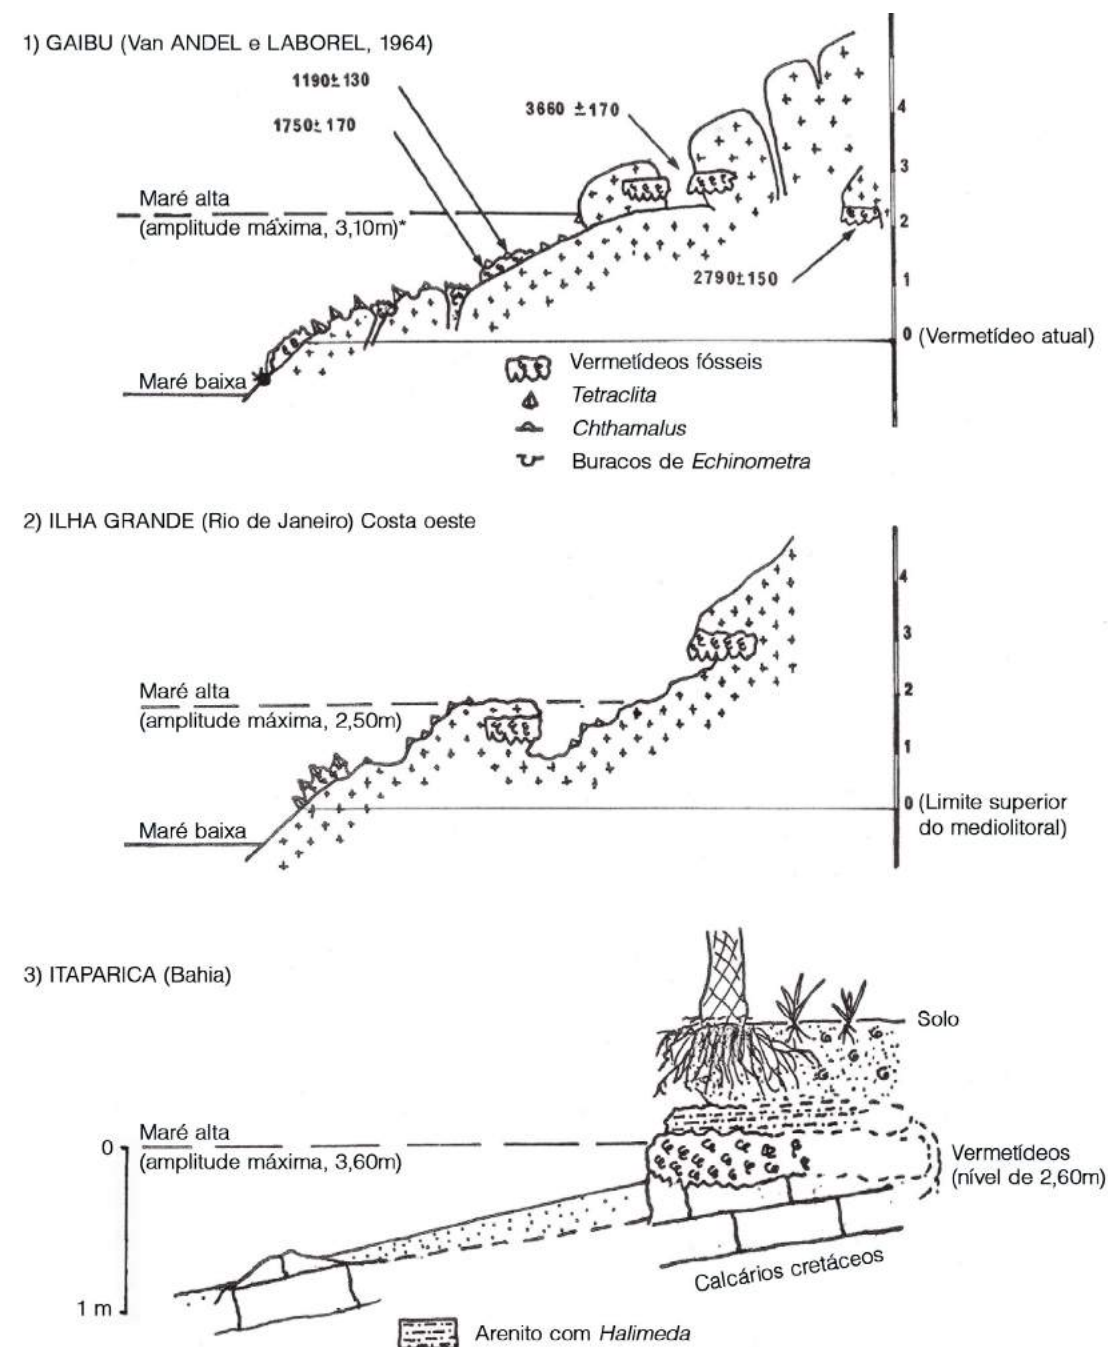 1) GAIBU (Van ANDEL e LABOREL, 1964)
1190±130
1750±170
3660 ±170
4
3
Maré alta
(amplitude máxima, 3,10m)*
2
2790±150
1
0 (Vermetídeo atual)
Maré baixa
Vermetídeos fósseis
Tetraclita
Chthamalus
Buracos de Echinometra
2) ILHA GRANDE (Rio de Janeiro) Costa oeste
4
3
Maré alta
(amplitude máxima, 2,50m)
2
1
0 (Limite superior
do mediolitoral)
Maré baixa
3) ITAPARICA (Bahia)
Solo
0
Maré alta
(amplitude máxima, 3,60m)
Vermetídeos
(nível de 2,60m)
Calcários cretáceos
1 m
Arenito com Halimeda